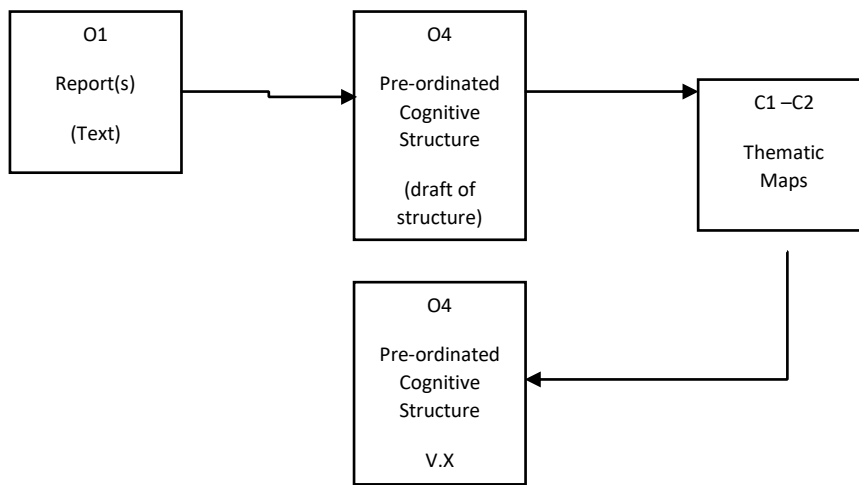 O1
Report(s)
(Text)
O4
Pre-ordinated
Cognitive
Structure
(draft of
structure)
C1 –C2
Thematic
Maps
O4
Pre-ordinated
Cognitive
Structure
V.X